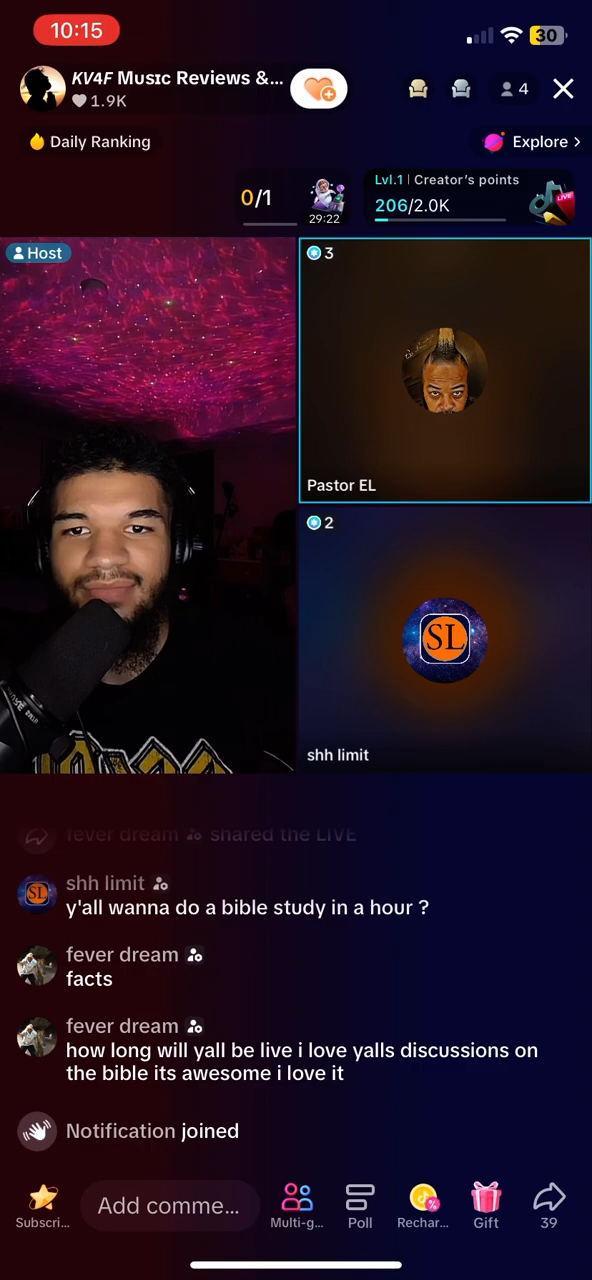 10:15
30
KV4F Musɪc Reviews &...
1.9K
4
Daily Ranking
Explore >
0/1
29:22
Lvl.1 | Creator's points
206/2.0K
LIVE
Host
3
Pastor EL
2
SL
shh limit
fever dream shared the LIVE
SL
shh limit
y'all wanna do a bible study in a hour ?
fever dream
facts
fever dream
how long will yall be live i love yalls discussions on
the bible its awesome i love it
Notification joined
Subscri...
Add comme...
Multi-g...
Poll
Rechar...
Gift
39